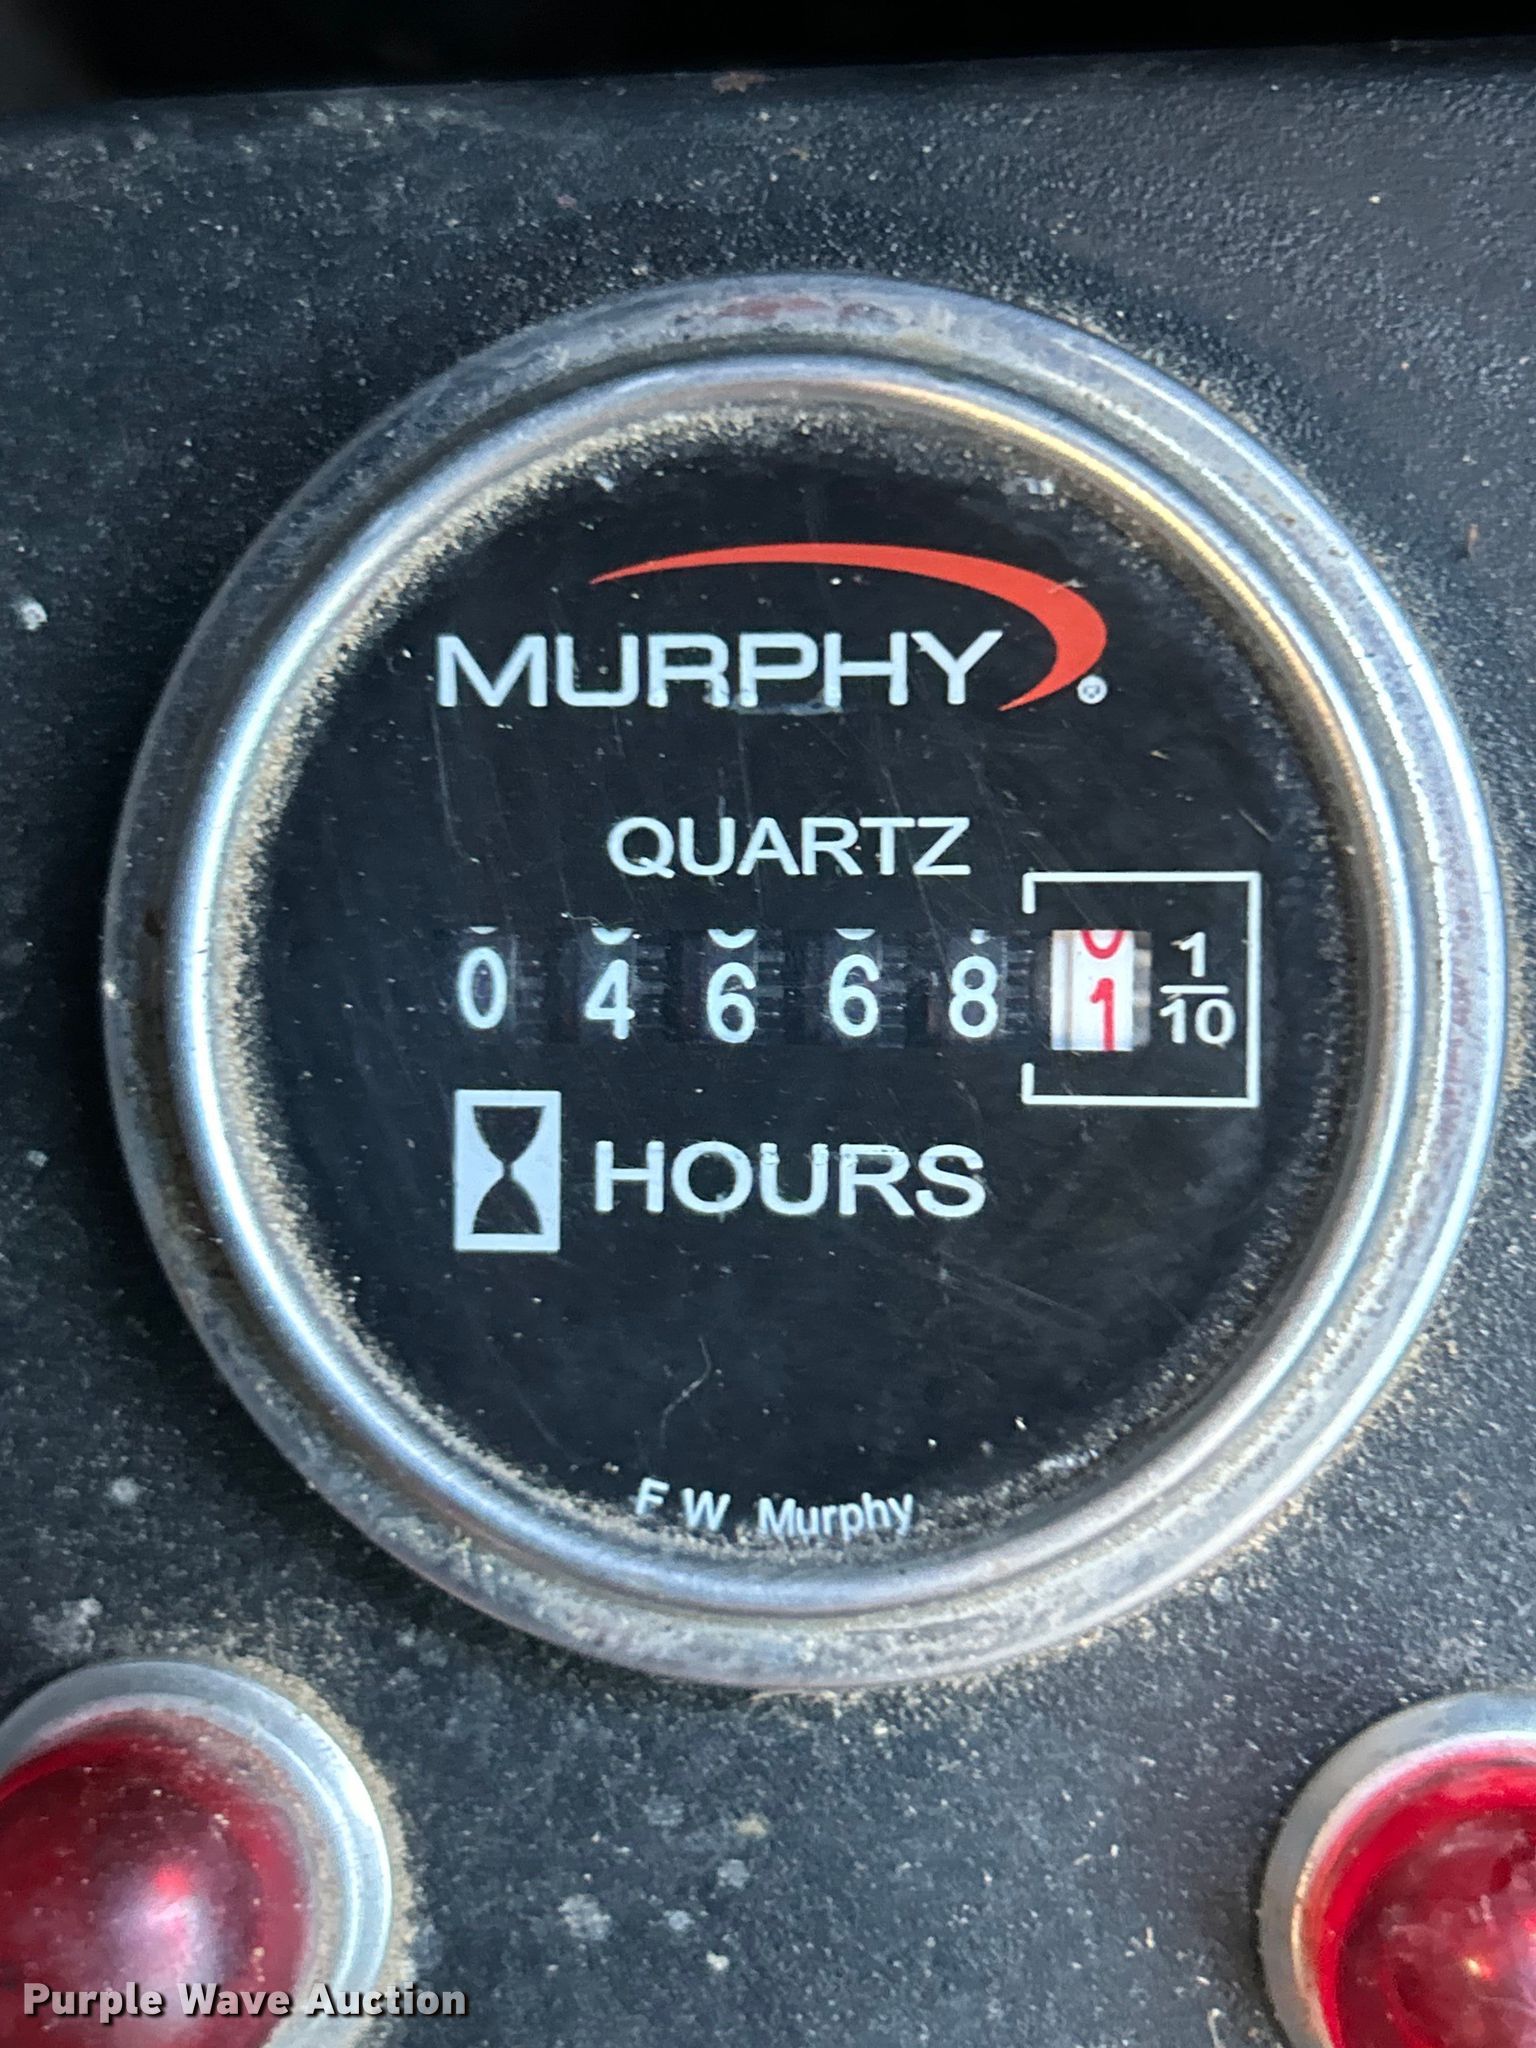 MURPHY®
QUARTZ
0 4 6 6 8 1 1/10
HOURS
F W Murphy
Purple Wave Auction